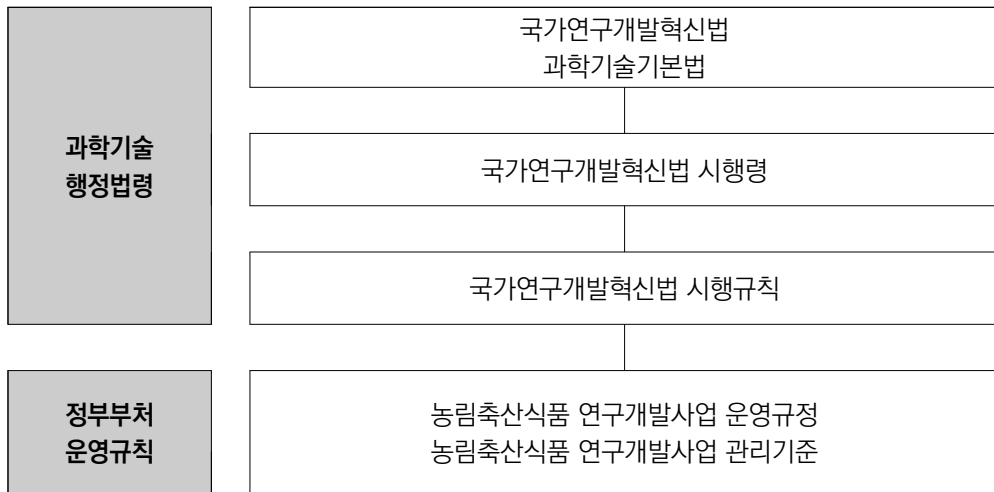 과학기술
행정법령
국가연구개발혁신법
과학기술기본법
국가연구개발혁신법 시행령
국가연구개발혁신법 시행규칙
정부부처
운영규칙
농림축산식품 연구개발사업 운영규정
농림축산식품 연구개발사업 관리기준